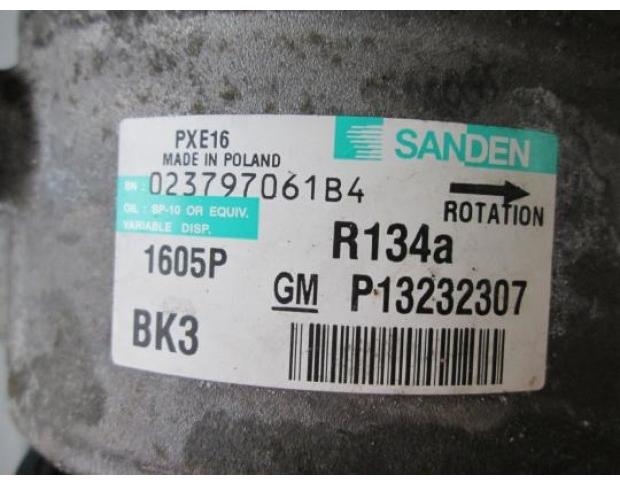 PXE16
MADE IN POLAND
SANDEN
SN: 023797061B4
ROTATION
OIL : SP-10 OR EQUIV.
VARIABLE DISP.
R134a
1605P
GM P13232307
BK3